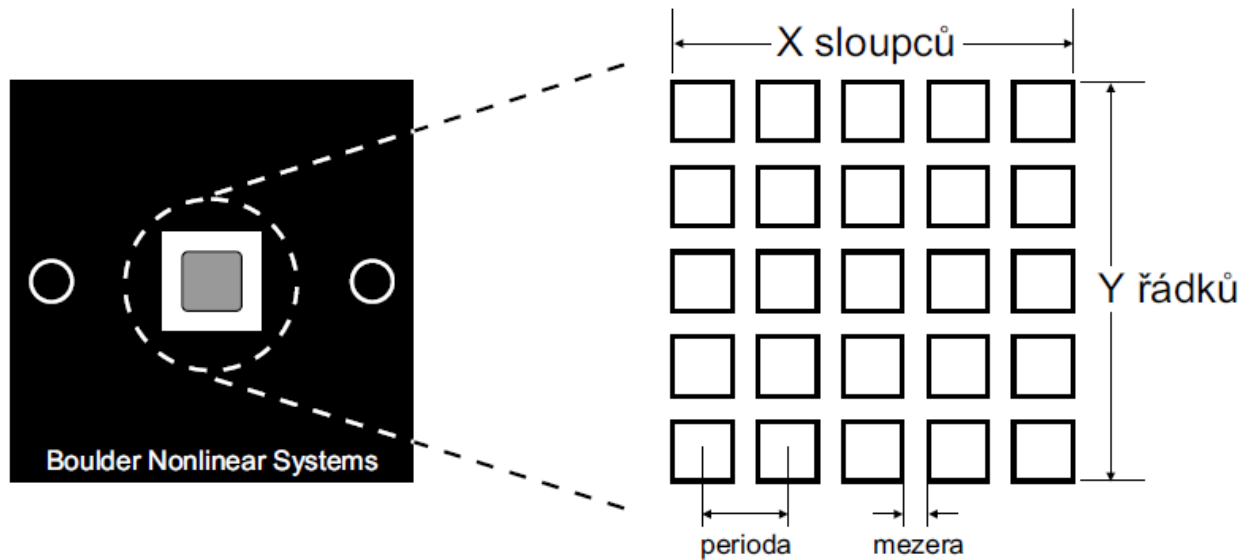 X sloupců
Y řádků
Boulder Nonlinear Systems
perioda
mezera